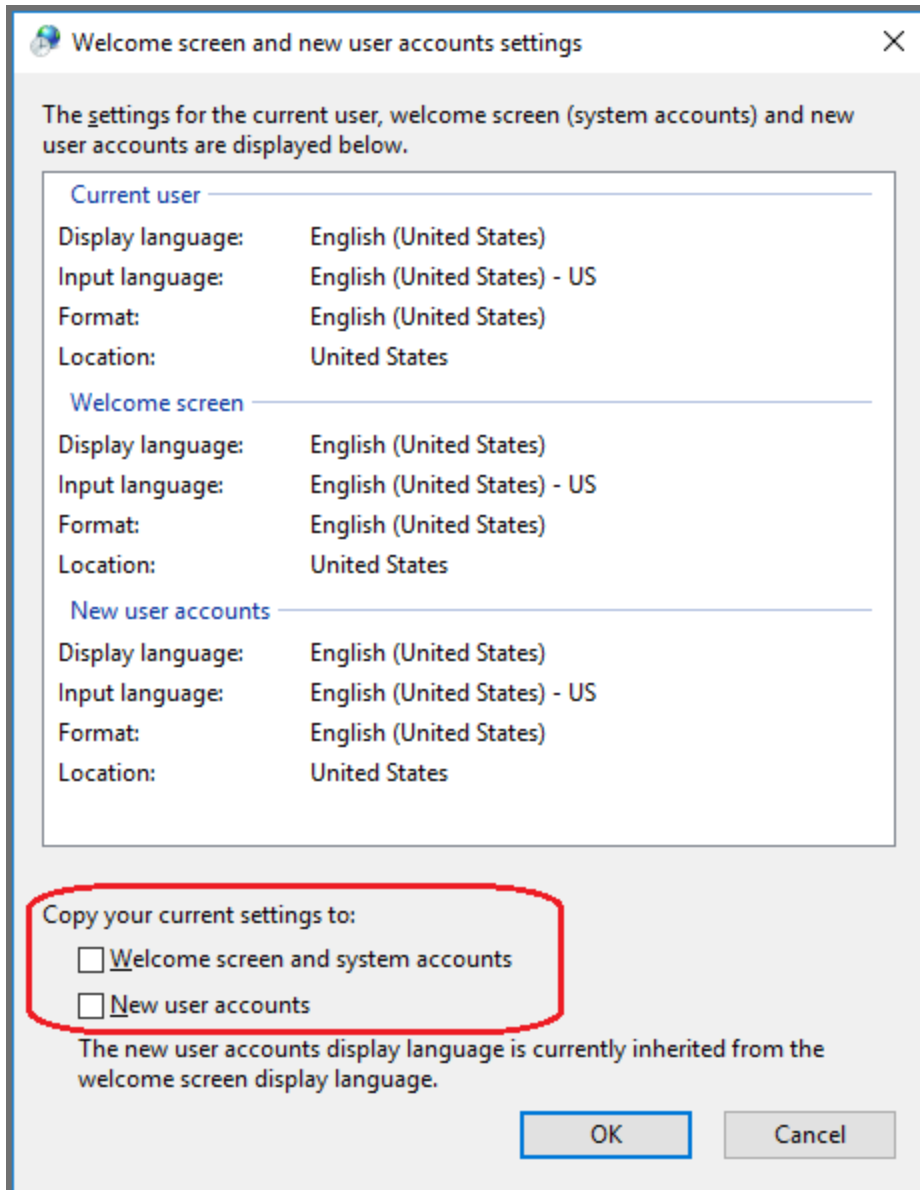 Welcome screen and new user accounts settings
The settings for the current user, welcome screen (system accounts) and new
user accounts are displayed below.
Current user
Display language: English (United States)
Input language: English (United States) - US
Format: English (United States)
Location: United States
Welcome screen
Display language: English (United States)
Input language: English (United States) - US
Format: English (United States)
Location: United States
New user accounts
Display language: English (United States)
Input language: English (United States) - US
Format: English (United States)
Location: United States
Copy your current settings to:
Welcome screen and system accounts
New user accounts
The new user accounts display language is currently inherited from the
welcome screen display language.
OK Cancel